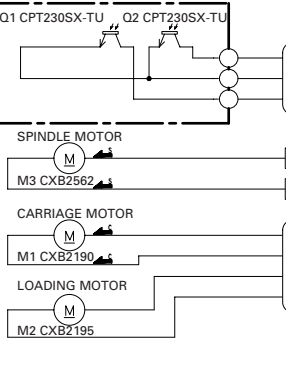 Q1 CPT230SX-TU Q2 CPT230SX-TU
SPINDLE MOTOR
M
S
M3 CXB2562
S
CARRIAGE MOTOR
M
S
M1 CXB2190
S
LOADING MOTOR
M
M2 CXB2195